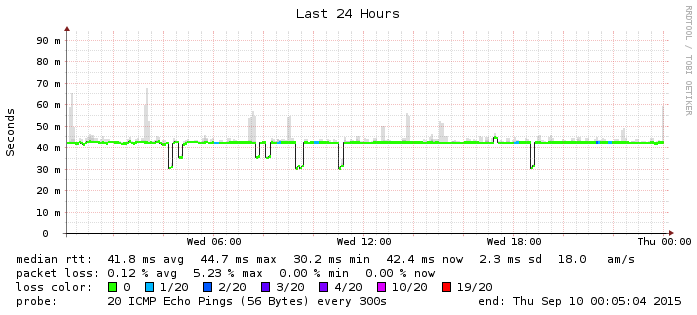 Last 24 Hours
RRDTOOL / TOBI OETIKER
Seconds
90 m
80 m
70 m
60 m
50 m
40 m
30 m
20 m
10 m
0
Wed 06:00 Wed 12:00 Wed 18:00 Thu 00:00
median rtt: 41.8 ms avg 44.7 ms max 30.2 ms min 42.4 ms now 2.3 ms sd 18.0 am/s
packet loss: 0.12 % avg 5.23 % max 0.00 % min 0.00 % now
loss color: 0 1/20 2/20 3/20 4/20 10/20 19/20
probe: 20 ICMP Echo Pings (56 Bytes) every 300s end: Thu Sep 10 00:05:04 2015